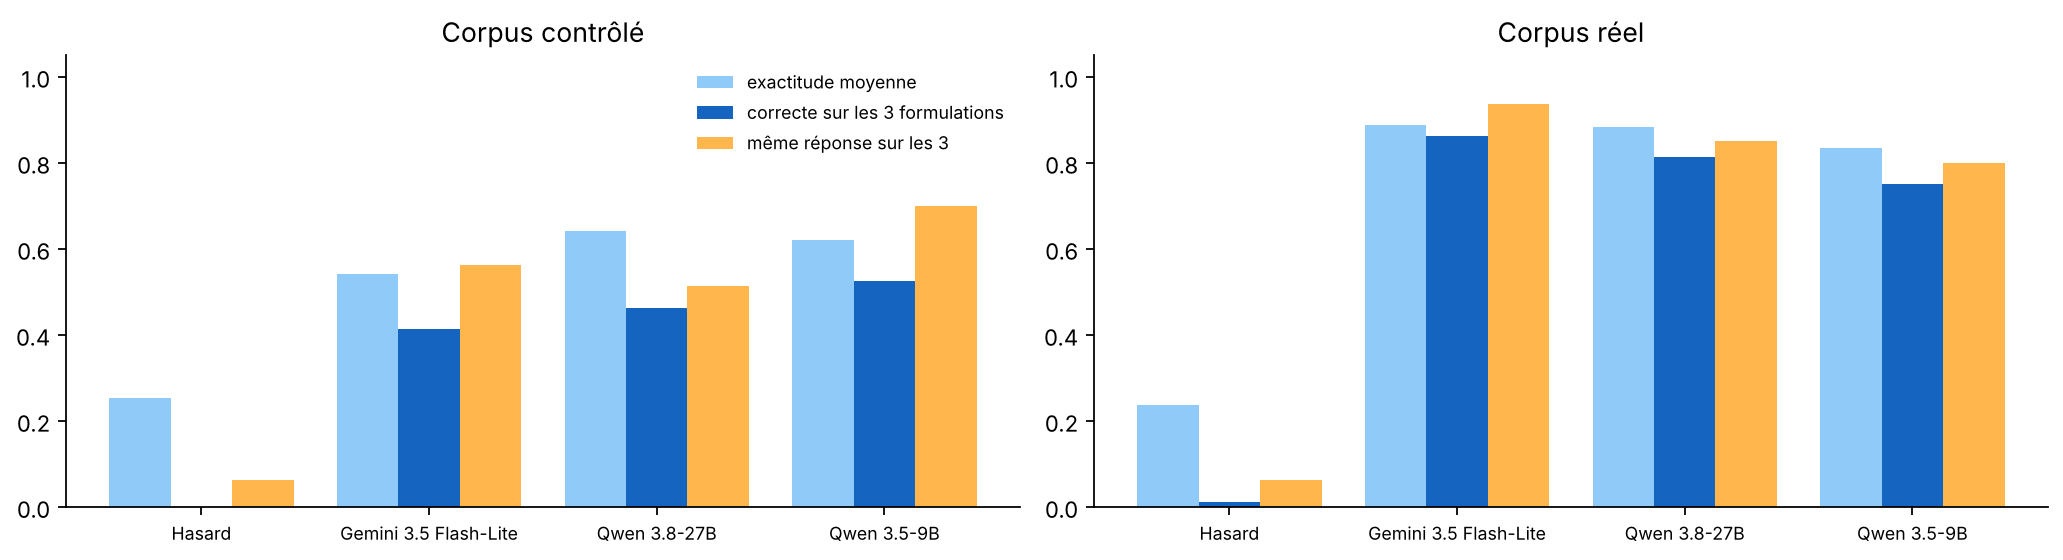 Corpus contrôlé
1.0
0.8
0.6
0.4
0.2
0.0
exactitude moyenne
correcte sur les 3 formulations
même réponse sur les 3
Hasard
Gemini 3.5 Flash-Lite
Qwen 3.8-27B
Qwen 3.5-9B
Corpus réel
1.0
0.8
0.6
0.4
0.2
0.0
Hasard
Gemini 3.5 Flash-Lite
Qwen 3.8-27B
Qwen 3.5-9B